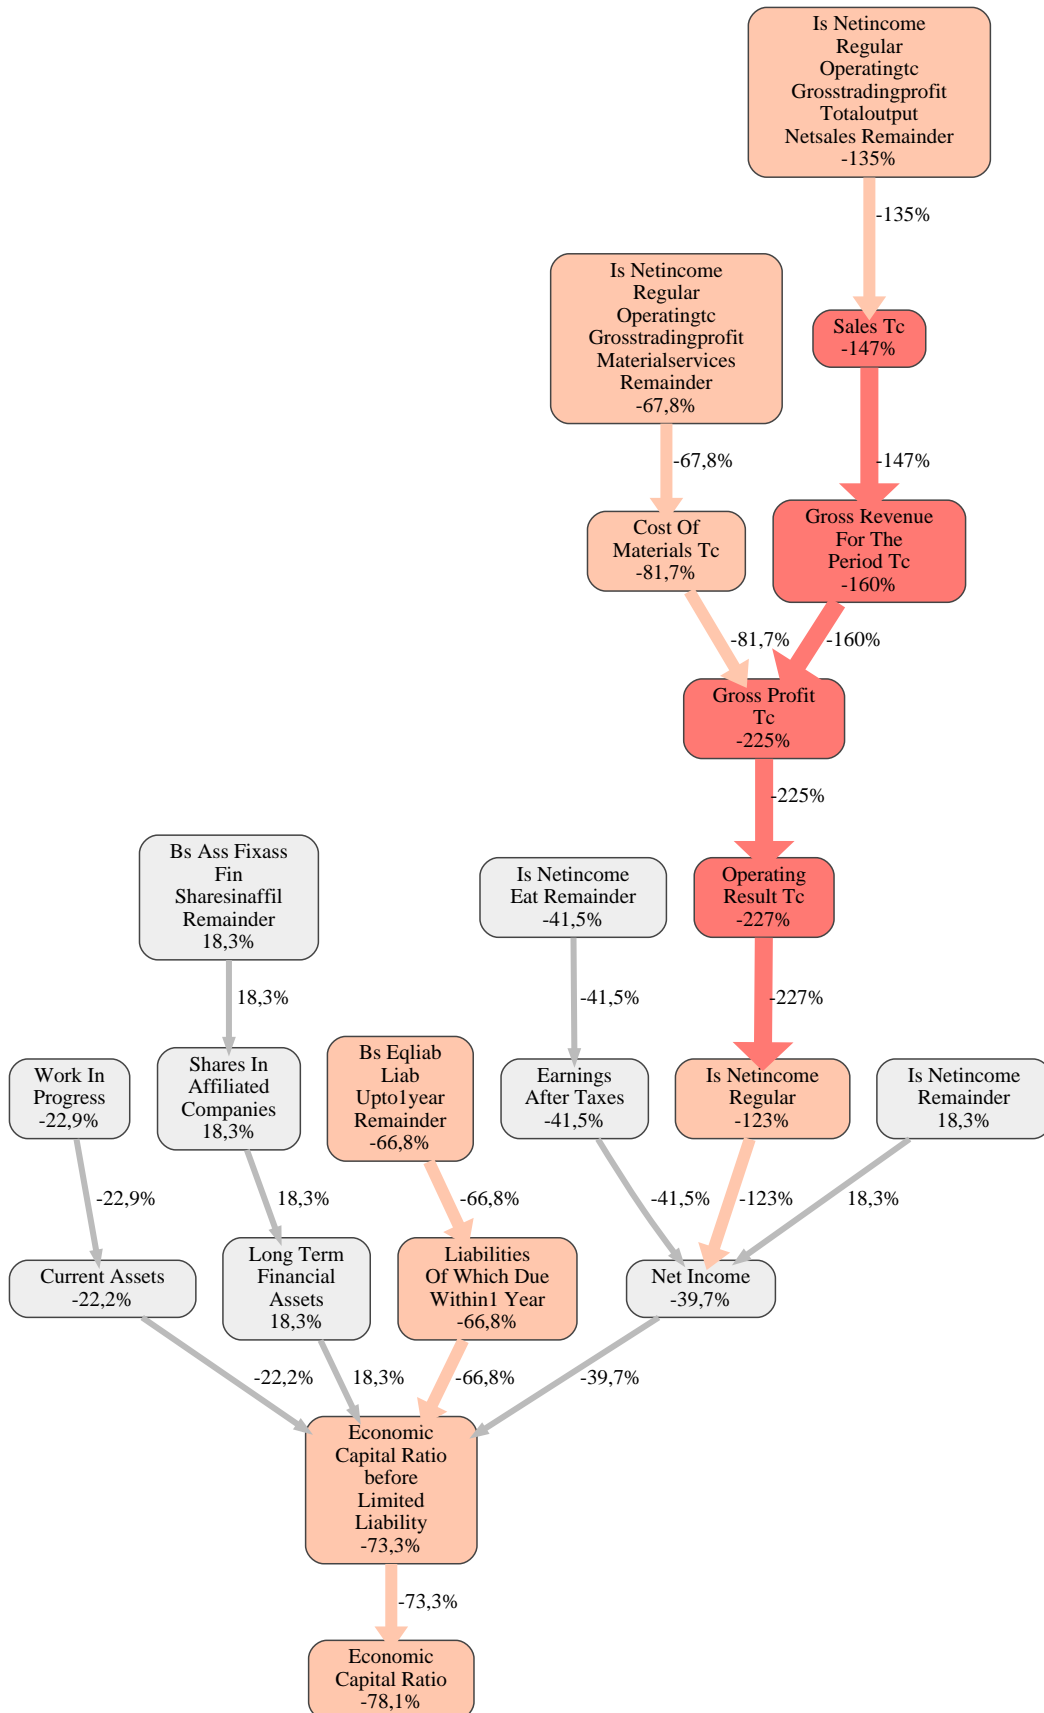 Is Netincome
Regular
Operatingtc
Grosstradingprofit
Totaloutput
Netsales Remainder
-135%
-135%
Is Netincome
Regular
Operatingtc
Grosstradingprofit
Materialservices
Remainder
-67,8%
Sales Tc
-147%
-67,8%
-147%
Cost Of
Materials Tc
-81,7%
Gross Revenue
For The
Period Tc
-160%
-81,7%
-160%
Gross Profit
Tc
-225%
-225%
Bs Ass Fixass
Fin
Sharesinaffil
Remainder
18,3%
Is Netincome
Eat Remainder
-41,5%
Operating
Result Tc
-227%
18,3%
-41,5%
-227%
Work In
Progress
-22,9%
Shares In
Affiliated
Companies
18,3%
Bs Eqliab
Liab
Upto1year
Remainder
-66,8%
Earnings
After Taxes
-41,5%
Is Netincome
Regular
-123%
Is Netincome
Remainder
18,3%
-22,9%
18,3%
-66,8%
-41,5%
-123%
18,3%
Current Assets
-22,2%
Long Term
Financial
Assets
18,3%
Liabilities
Of Which Due
Within1 Year
-66,8%
Net Income
-39,7%
-22,2%
18,3%
-66,8%
-39,7%
Economic
Capital Ratio
before
Limited
Liability
-73,3%
-73,3%
Economic
Capital Ratio
-78,1%